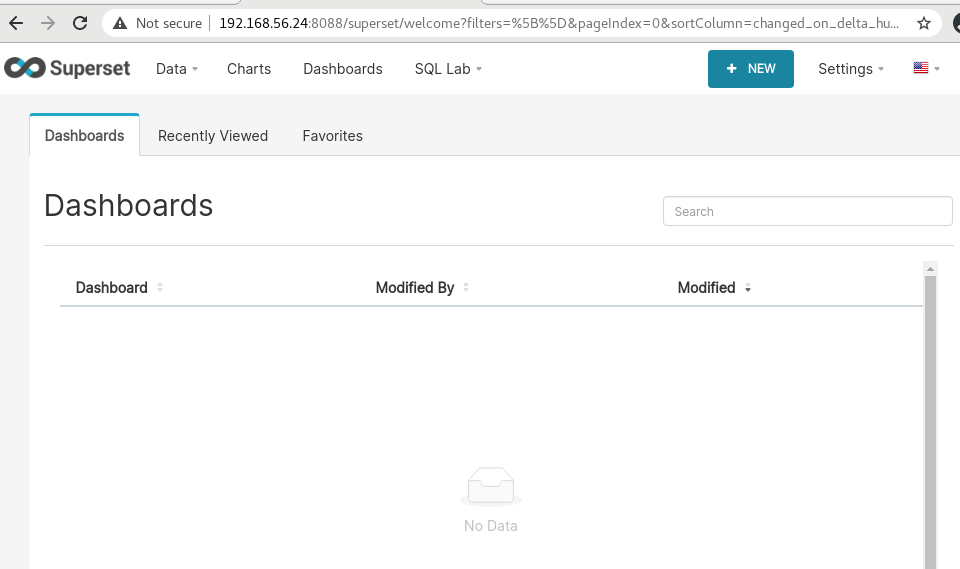 Not secure 192.168.56.24:8088/superset/welcome?filters=%5B%5D&pageIndex=0&sortColumn=changed_on_delta_hu...
Superset Data Charts Dashboards SQL Lab + NEW Settings
Dashboards Recently Viewed Favorites
Dashboards
Search
Dashboard Modified By Modified
No Data